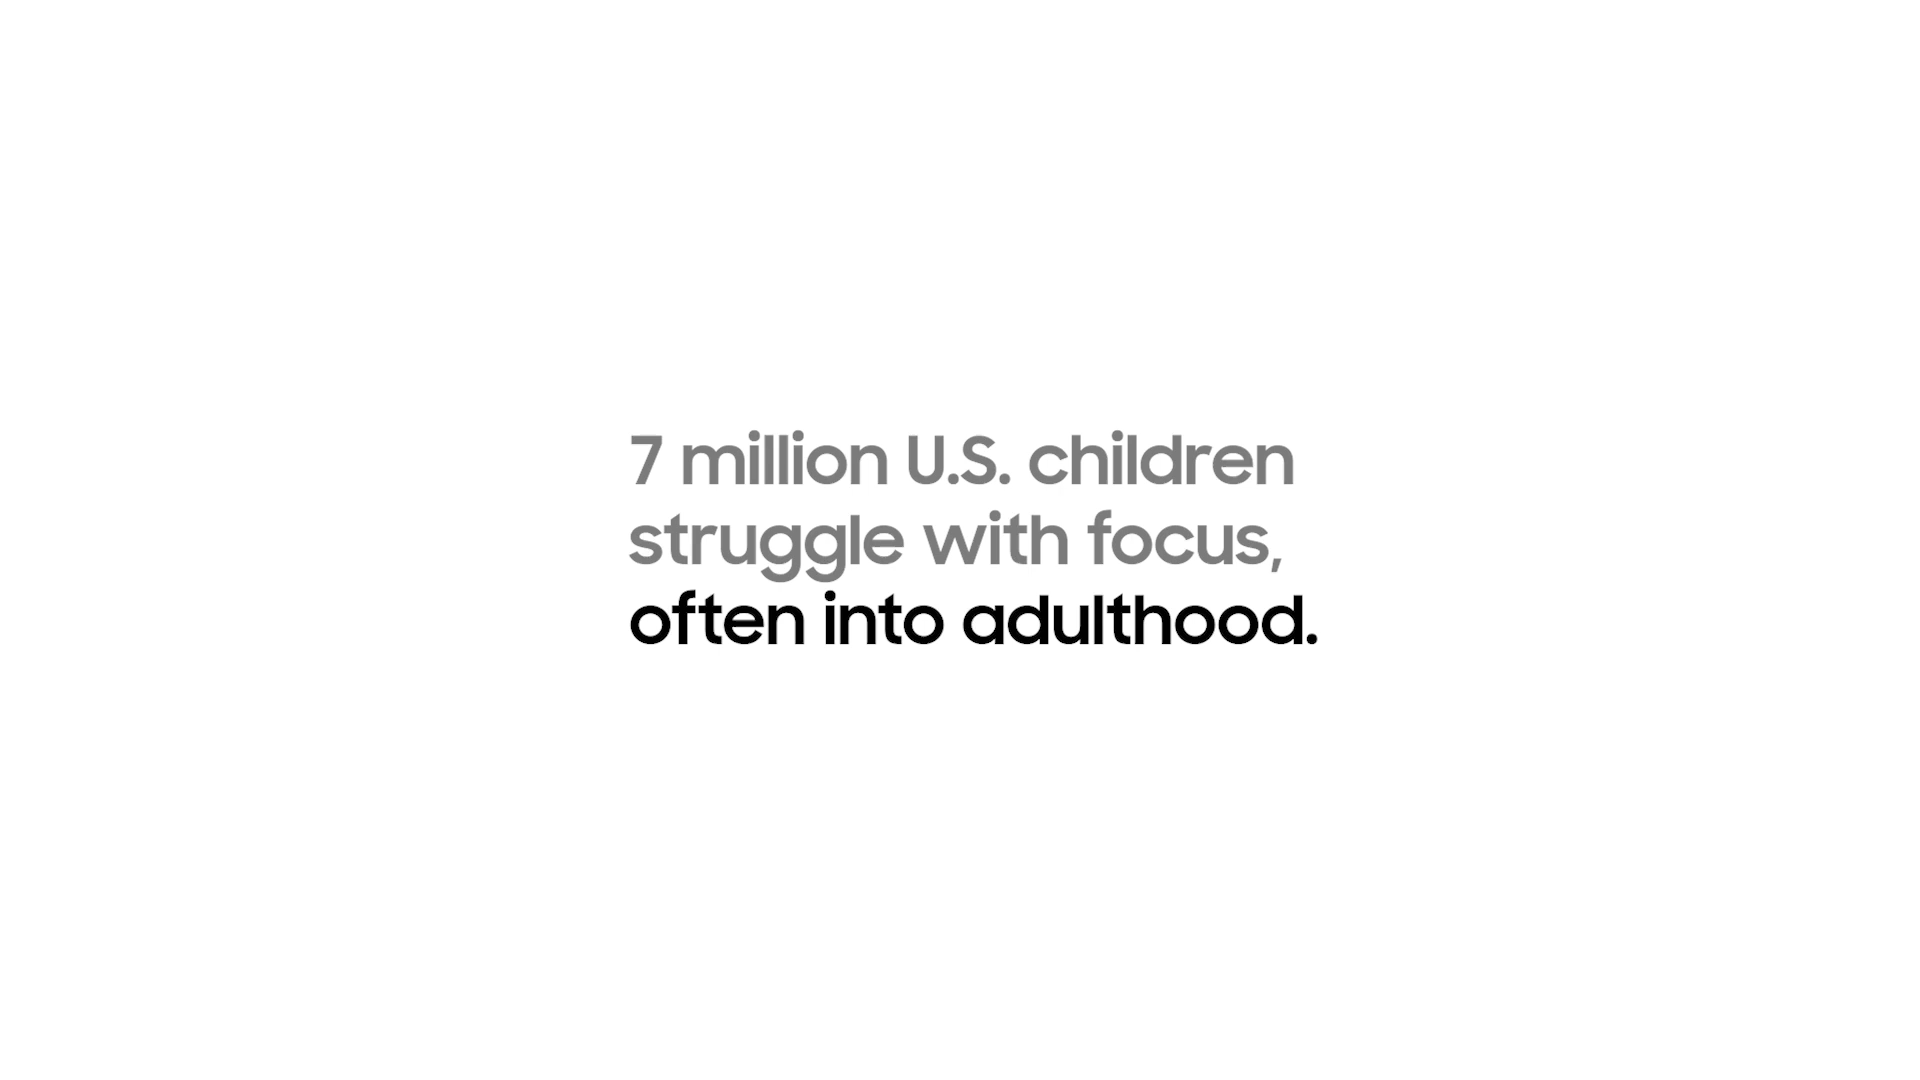 7 million U.S. children
struggle with focus,
often into adulthood.